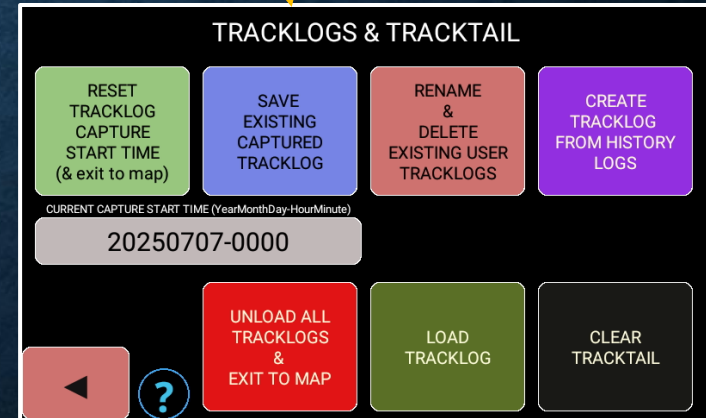 TRACKLOGS & TRACKTAIL
RESET
TRACKLOG
CAPTURE
START TIME
(& exit to map)
SAVE
EXISTING
CAPTURED
TRACKLOG
RENAME
&
DELETE
EXISTING USER
TRACKLOGS
CREATE
TRACKLOG
FROM HISTORY
LOGS
CURRENT CAPTURE START TIME (YearMonthDay-HourMinute)
20250707-0000
UNLOAD ALL
TRACKLOGS
&
EXIT TO MAP
LOAD
TRACKLOG
CLEAR
TRACKTAIL
?